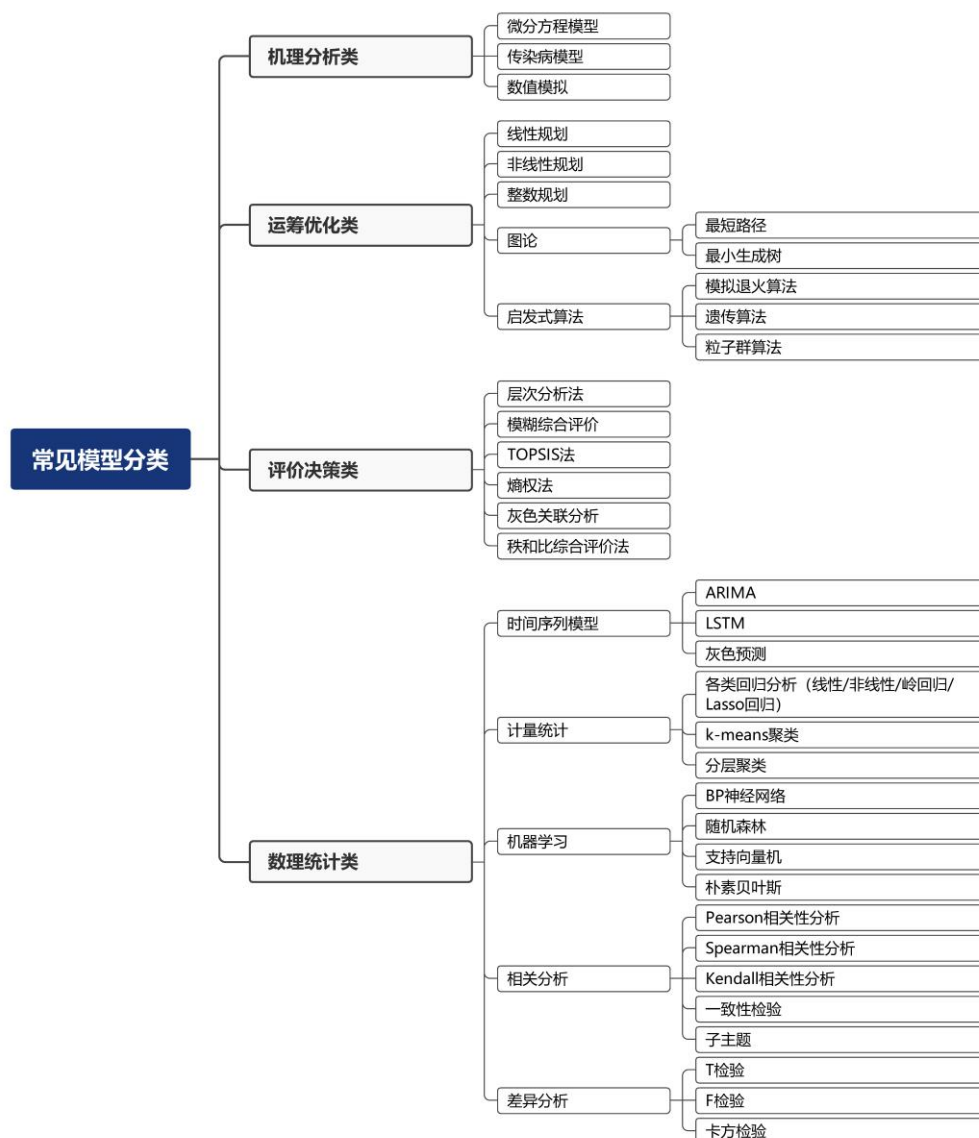 常见模型分类
机理分析类
微分方程模型
传染病模型
数值模拟
运筹优化类
线性规划
非线性规划
整数规划
图论
最短路径
最小生成树
启发式算法
模拟退火算法
遗传算法
粒子群算法
评价决策类
层次分析法
模糊综合评价
TOPSIS法
熵权法
灰色关联分析
秩和比综合评价法
数理统计类
时间序列模型
ARIMA
LSTM
灰色预测
计量统计
各类回归分析（线性/非线性/岭回归/
Lasso回归）
k-means聚类
分层聚类
机器学习
BP神经网络
随机森林
支持向量机
朴素贝叶斯
相关分析
Pearson相关性分析
Spearman相关性分析
Kendall相关性分析
一致性检验
子主题
差异分析
T检验
F检验
卡方检验